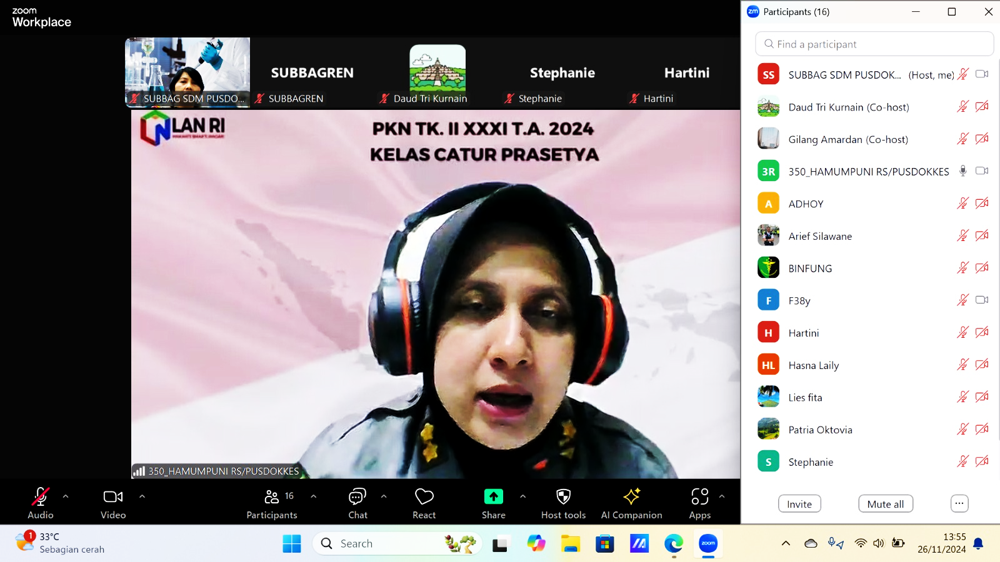 zoom
Workplace
SUBBAG SDM PUSDO...
SUBBAGREN
SUBBAGREN
Daud Tri Kurnain
Stephanie
Stephanie
Hartini
Hartini
LAN RI
PKN TK. II XXXI T.A. 2024
KELAS CATUR PRASETYA
350_HAMUMPUNI RS/PUSDOKKES
Audio
Video
16
Participants
Chat
React
Share
Host tools
AI Companion
Apps
zm
Participants (16)
Find a participant
SS
SUBBAG SDM PUSDOK... (Host, me)
Daud Tri Kurnain (Co-host)
Gilang Amardan (Co-host)
3R
350_HAMUMPUNI RS/PUSDOKKES
A
ADHOY
Arief Silawane
BINFUNG
F
F38y
H
Hartini
HL
Hasna Laily
Lies fita
Patria Oktovia
S
Stephanie
Invite
Mute all
1
33°C
Sebagian cerah
Search
zoom
13:55
26/11/2024